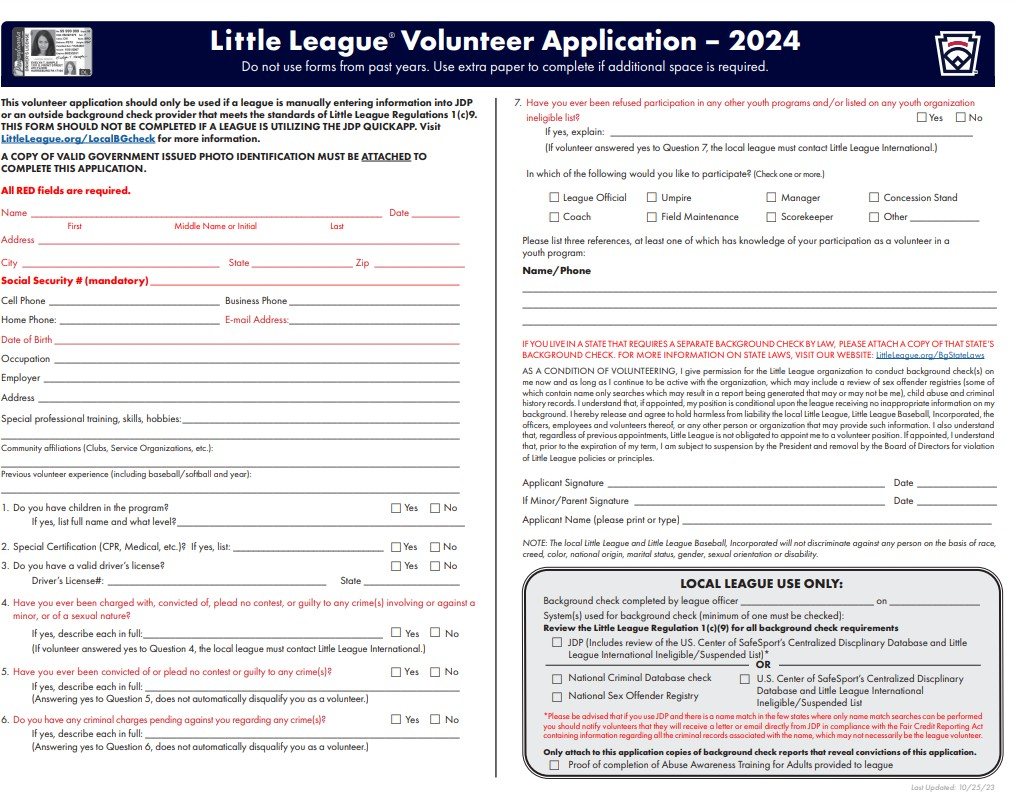 Little League® Volunteer Application – 2024
Do not use forms from past years. Use extra paper to complete if additional space is required.
This volunteer application should only be used if a league is manually entering information into JDP
or an outside background check provider that meets the standards of Little League Regulations 1(c)9.
THIS FORM SHOULD NOT BE COMPLETED IF A LEAGUE IS UTILIZING THE JDP QUICKAPP. Visit
LittleLeague.org/LocalBGcheck for more information.
A COPY OF VALID GOVERNMENT ISSUED PHOTO IDENTIFICATION MUST BE ATTACHED TO
COMPLETE THIS APPLICATION.
All RED fields are required.
Name Date
First Middle Name or Initial Last
Address
City State Zip
Social Security # (mandatory)
Cell Phone Business Phone
Home Phone: E-mail Address:
Date of Birth
Occupation
Employer
Address
Special professional training, skills, hobbies:
Community affiliations (Clubs, Service Organizations, etc.):
Previous volunteer experience (including baseball/softball and year):
1. Do you have children in the program? Yes No
If yes, list full name and what level?
2. Special Certification (CPR, Medical, etc.)? If yes, list: Yes No
3. Do you have a valid driver's license? Yes No
Driver's License#: State
4. Have you ever been charged with, convicted of, plead no contest, or guilty to any crime(s) involving or against a
minor, or of a sexual nature?
If yes, describe each in full: Yes No
(If volunteer answered yes to Question 4, the local league must contact Little League International.)
5. Have you ever been convicted of or plead no contest or guilty to any crime(s)? Yes No
If yes, describe each in full:
(Answering yes to Question 5, does not automatically disqualify you as a volunteer.)
6. Do you have any criminal charges pending against you regarding any crime(s)? Yes No
If yes, describe each in full:
(Answering yes to Question 6, does not automatically disqualify you as a volunteer.)
7. Have you ever been refused participation in any other youth programs and/or listed on any youth organization
ineligible list? Yes No
If yes, explain:
(If volunteer answered yes to Question 7, the local league must contact Little League International.)
In which of the following would you like to participate? (Check one or more.)
League Official Umpire Manager Concession Stand
Coach Field Maintenance Scorekeeper Other
Please list three references, at least one of which has knowledge of your participation as a volunteer in a
youth program:
Name/Phone
IF YOU LIVE IN A STATE THAT REQUIRES A SEPARATE BACKGROUND CHECK BY LAW, PLEASE ATTACH A COPY OF THAT STATE'S
BACKGROUND CHECK. FOR MORE INFORMATION ON STATE LAWS, VISIT OUR WEBSITE: LittleLeague.org/BgStateLaws
AS A CONDITION OF VOLUNTEERING, I give permission for the Little League organization to conduct background check(s) on
me now and as long as I continue to be active with the organization, which may include a review of sex offender registries (some of
which contain name only searches which may result in a report being generated that may or may not be me), child abuse and criminal
history records. I understand that, if appointed, my position is conditional upon the league receiving no inappropriate information on my
background. I hereby release and agree to hold harmless from liability the local Little League, Little League Baseball, Incorporated, the
officers, employees and volunteers thereof, or any other person or organization that may provide such information. I also understand
that, regardless of previous appointments, Little League is not obligated to appoint me to a volunteer position. If appointed, I understand
that, prior to the expiration of my term, I am subject to suspension by the President and removal by the Board of Directors for violation
of Little League policies or principles.
Applicant Signature Date
If Minor/Parent Signature Date
Applicant Name (please print or type)
NOTE: The local Little League and Little League Baseball, Incorporated will not discriminate against any person on the basis of race,
creed, color, national origin, marital status, gender, sexual orientation or disability.
LOCAL LEAGUE USE ONLY:
Background check completed by league officer on
System(s) used for background check (minimum of one must be checked):
Review the Little League Regulation 1(c)(9) for all background check requirements
JDP (Includes review of the US. Center of SafeSport's Centralized Discplinary Database and Little
League International Ineligible/Suspended List)*
OR
National Criminal Database check
National Sex Offender Registry
U.S. Center of SafeSport's Centralized Discplinary
Database and Little League International
Ineligible/Suspended List
*Please be advised that if you use JDP and there is a name match in the few states where only name match searches can be performed
you should notify volunteers that they will receive a letter or email directly from JDP in compliance with the Fair Credit Reporting Act
containing information regarding all the criminal records associated with the name, which may not necessarily be the league volunteer.
Only attach to this application copies of background check reports that reveal convictions of this application.
Proof of completion of Abuse Awareness Training for Adults provided to league
Last Updated: 10/25/23